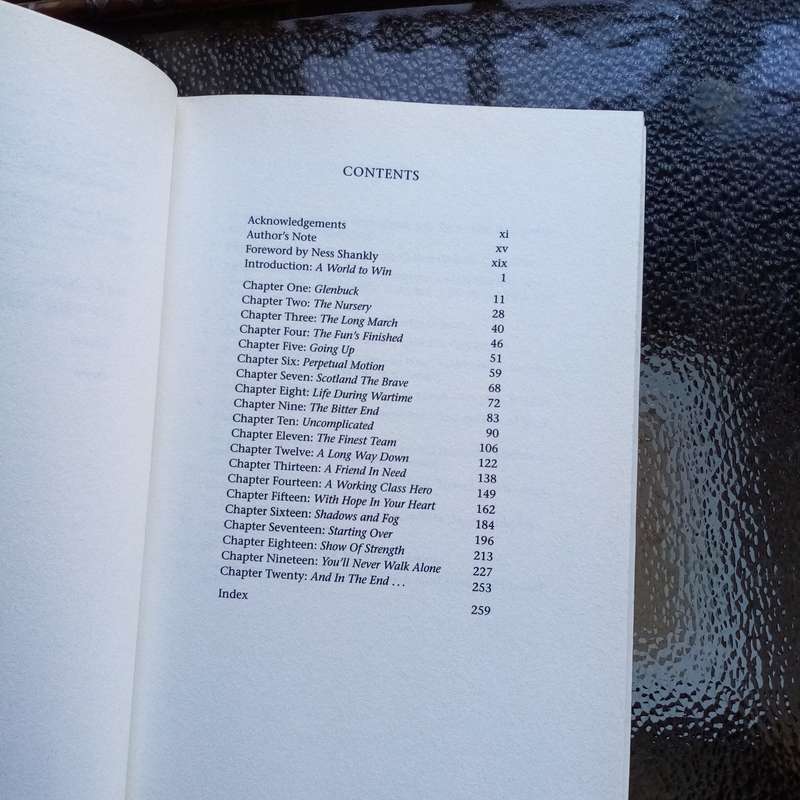 CONTENTS
Acknowledgements xi
Author's Note xv
Foreword by Ness Shankly xix
Introduction: A World to Win 1
Chapter One: Glenbuck 11
Chapter Two: The Nursery 28
Chapter Three: The Long March 40
Chapter Four: The Fun's Finished 46
Chapter Five: Going Up 51
Chapter Six: Perpetual Motion 59
Chapter Seven: Scotland The Brave 68
Chapter Eight: Life During Wartime 72
Chapter Nine: The Bitter End 83
Chapter Ten: Uncomplicated 90
Chapter Eleven: The Finest Team 106
Chapter Twelve: A Long Way Down 122
Chapter Thirteen: A Friend In Need 138
Chapter Fourteen: A Working Class Hero 149
Chapter Fifteen: With Hope In Your Heart 162
Chapter Sixteen: Shadows and Fog 184
Chapter Seventeen: Starting Over 196
Chapter Eighteen: Show Of Strength 213
Chapter Nineteen: You'll Never Walk Alone 227
Chapter Twenty: And In The End . . . 253
Index 259